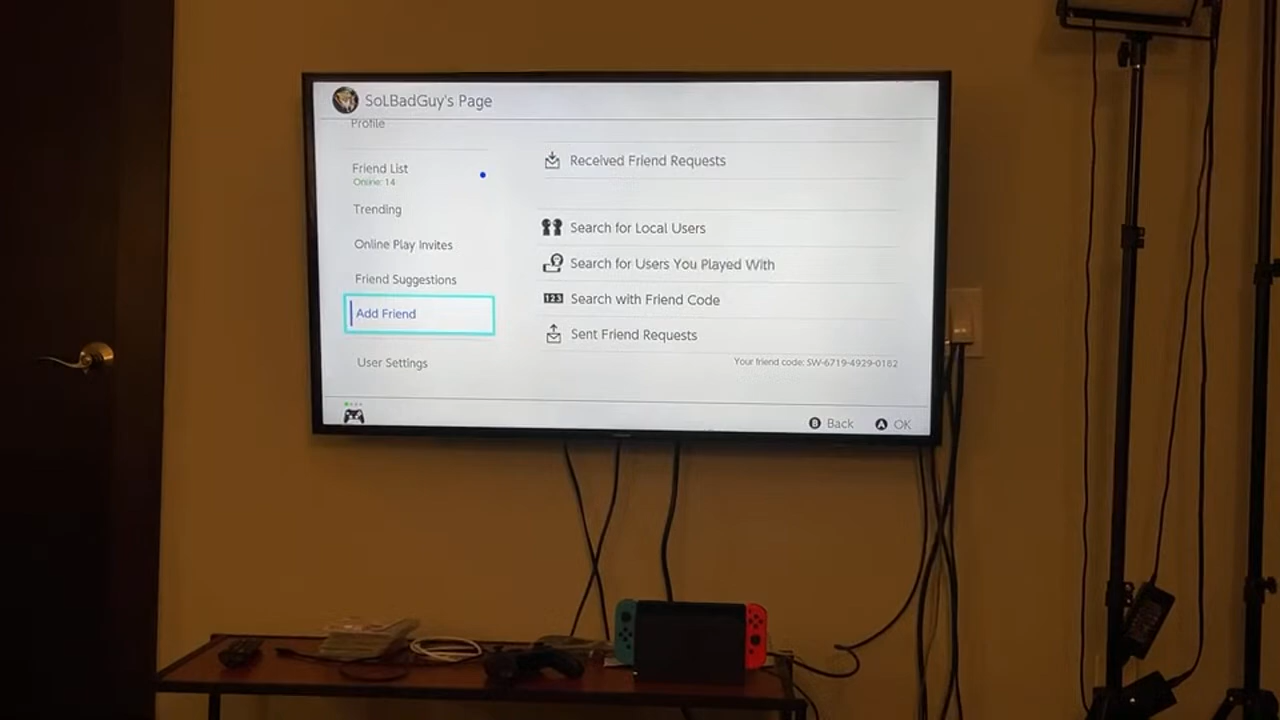 SoLBadGuy's Page
Profile
Friend List
Online: 14
Trending
Online Play Invites
Friend Suggestions
Add Friend
User Settings
Received Friend Requests
Search for Local Users
Search for Users You Played With
123 Search with Friend Code
Sent Friend Requests
Your friend code: SW-6719-4929-0182
B Back
A OK